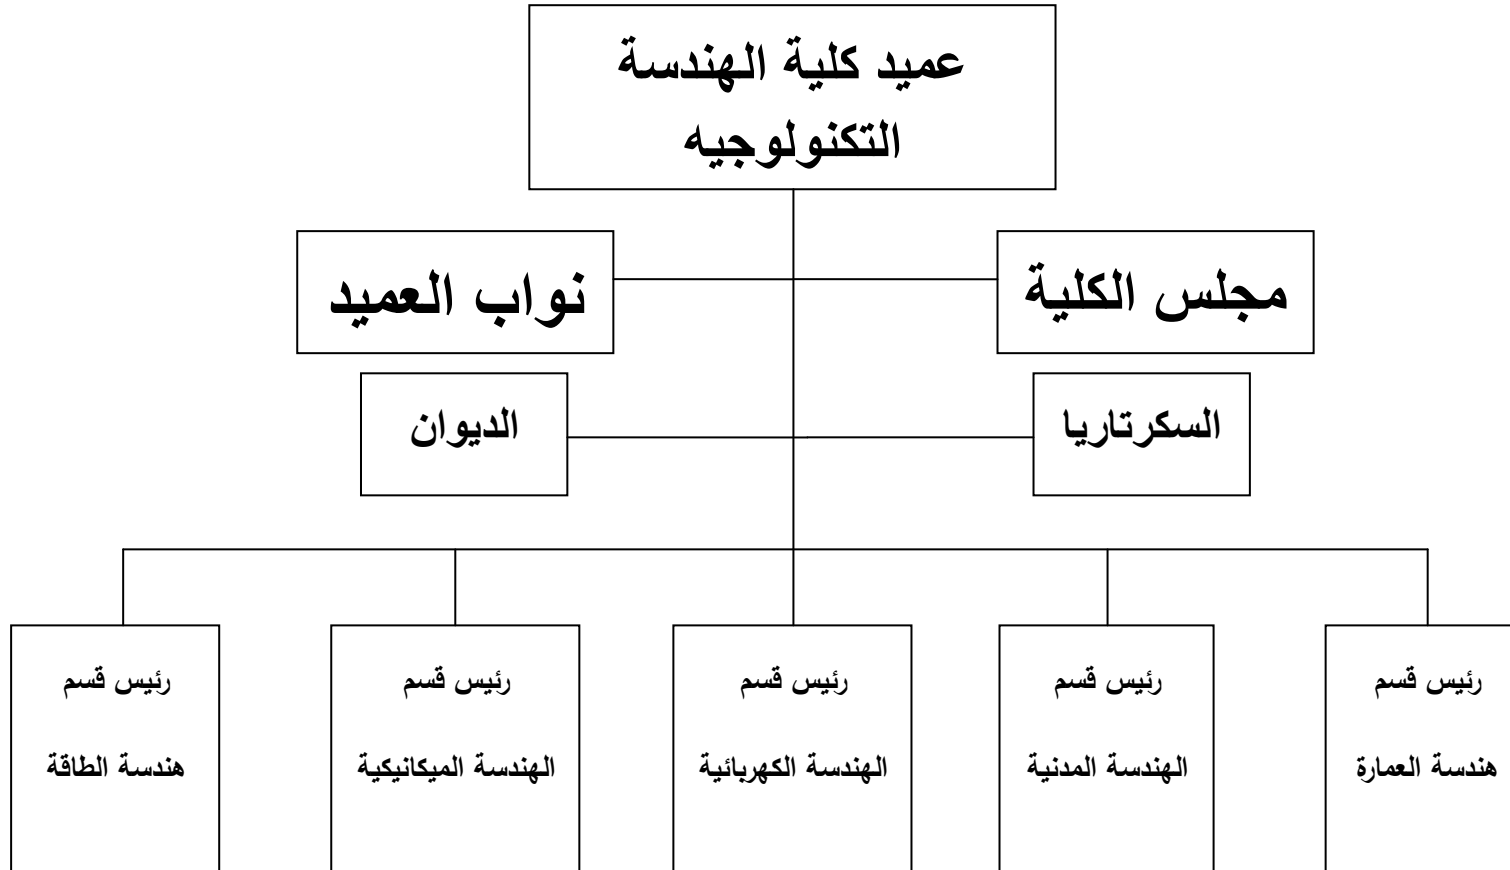 عميد كلية الهندسة
التكنولوجيه
مجلس الكلية
نواب العميد
السكرتاريا
الديوان
رئيس قسم
هندسة العمارة
رئيس قسم
الهندسة المدنية
رئيس قسم
الهندسة الكهربائية
رئيس قسم
الهندسة الميكانيكية
رئيس قسم
هندسة الطاقة